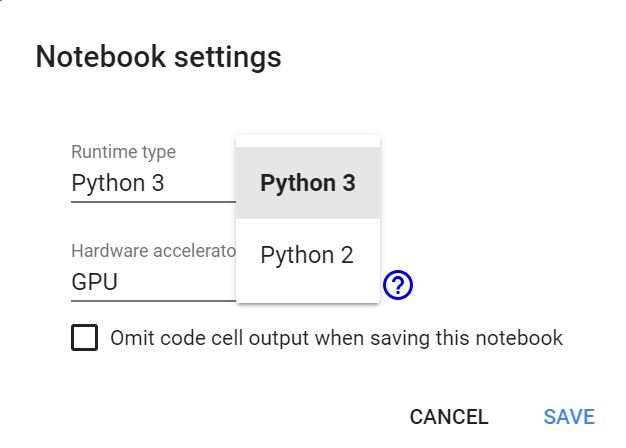 Notebook settings
Runtime type
Python 3
Python 3
Python 2
Hardware accelerato
GPU
?
Omit code cell output when saving this notebook
CANCEL SAVE